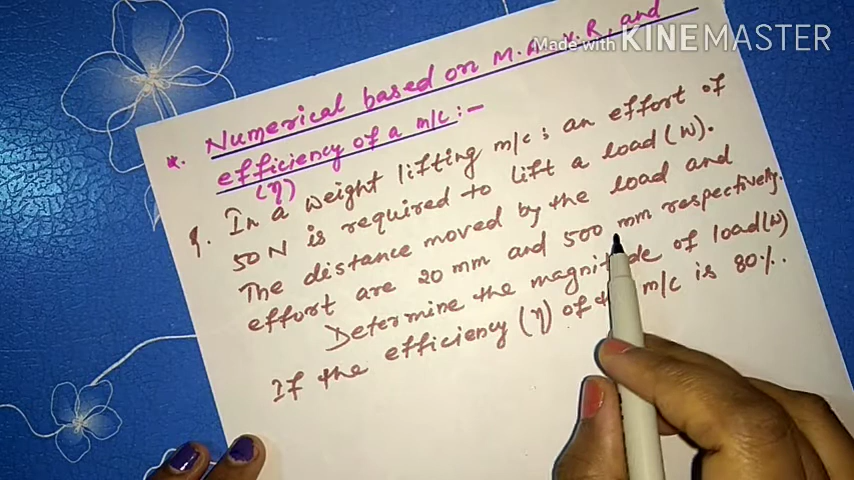 Made with KINEMASTER
*. Numerical based on M.A, V.R, and
efficiency of a m/c :-
(η)
Q. In a weight lifting m/c; an effort of
50 N is required to lift a load (W).
The distance moved by the load and
effort are 20 mm and 500 mm respectively.
Determine the magnitude of load (W)
If the efficiency (η) of the m/c is 80%.